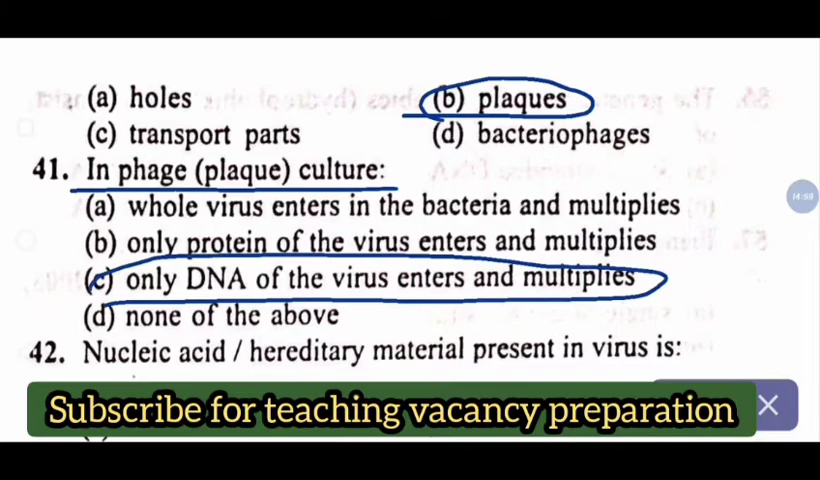 (a) holes (b) plaques
(c) transport parts (d) bacteriophages
41. In phage (plaque) culture:
(a) whole virus enters in the bacteria and multiplies
(b) only protein of the virus enters and multiplies
(c) only DNA of the virus enters and multiplies
(d) none of the above
42. Nucleic acid / hereditary material present in virus is:
Subscribe for teaching vacancy preparation
14:59